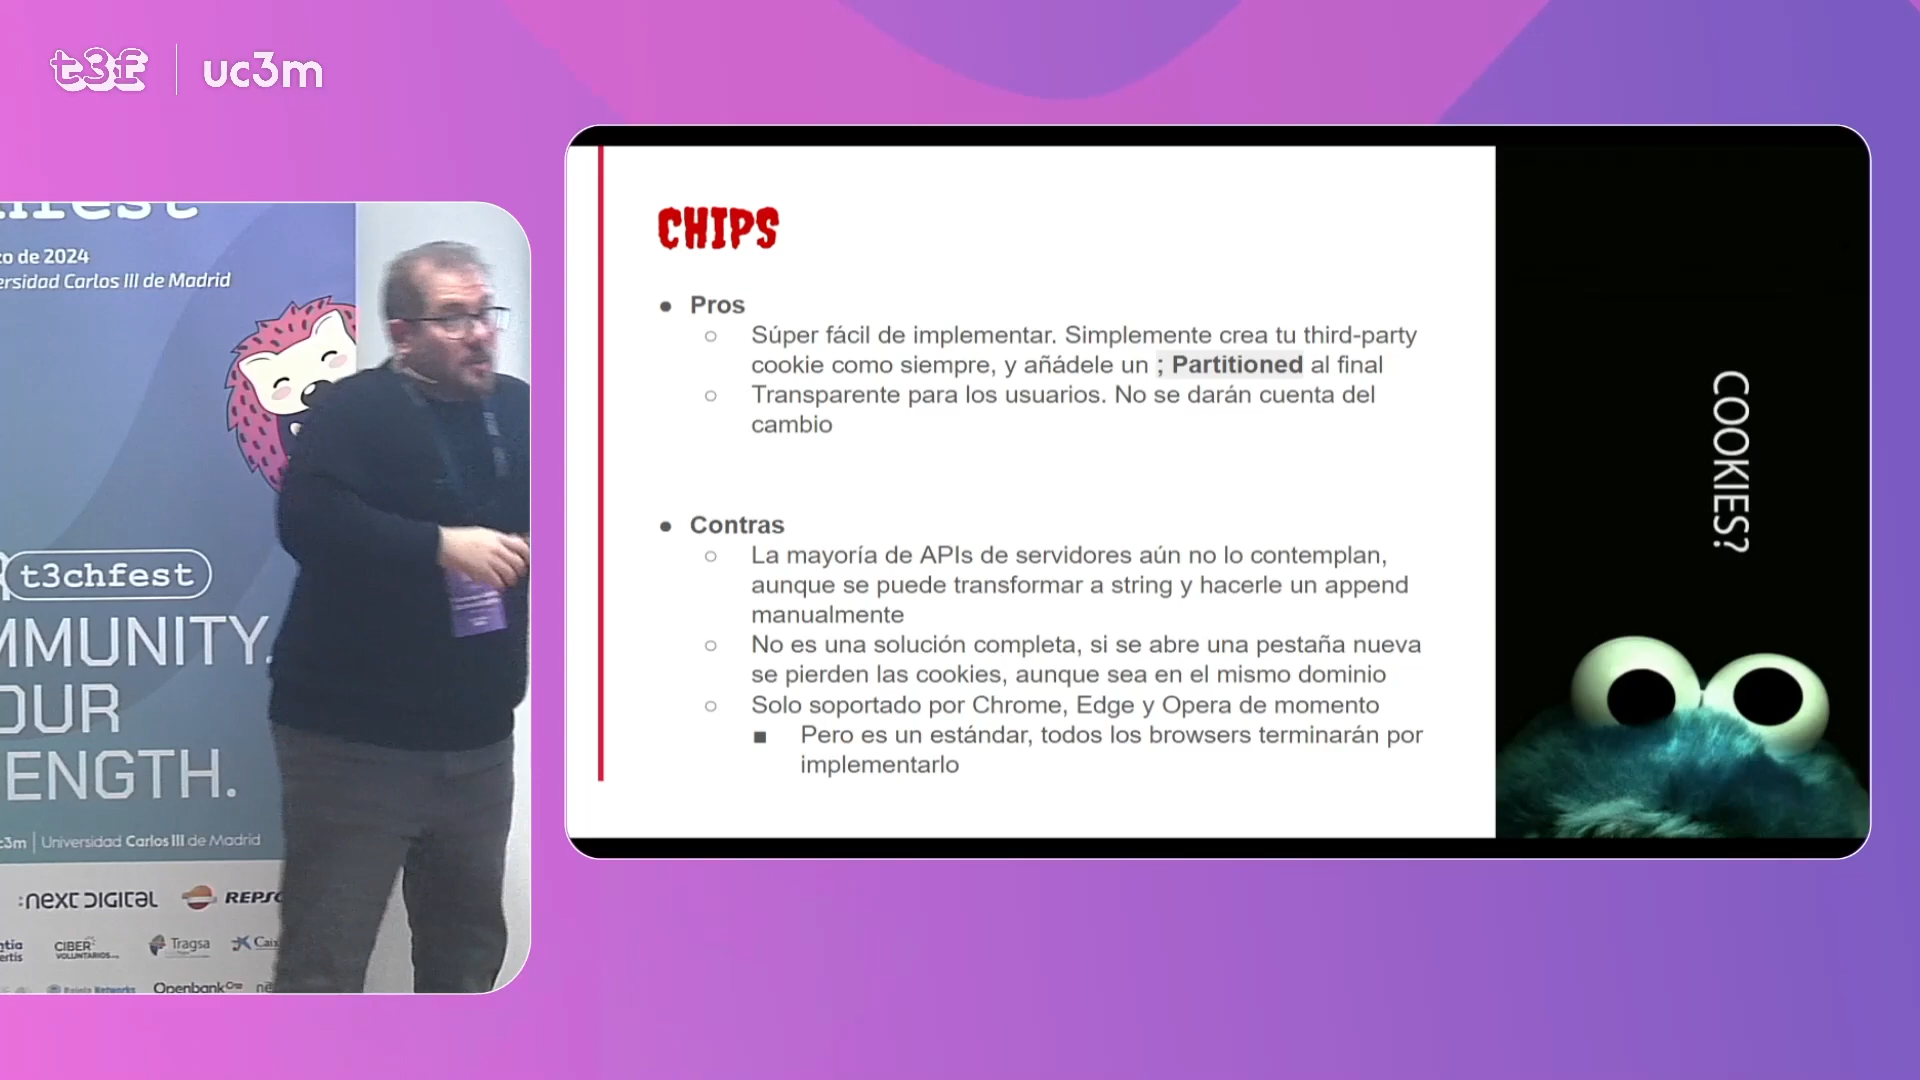 t3f | uc3m
zo de 2024
ersidad Carlos III de Madrid
t3chfest
MMUNITY.
OUR
ENGTH.
c3m | Universidad Carlos III de Madrid
:NEXT DIGITAL
REPSO
CIBER
VOLUNTARIOS
Tragsa
Caix
Openbank
CHIPS
● Pros
○ Súper fácil de implementar. Simplemente crea tu third-party
cookie como siempre, y añádele un ; Partitioned al final
○ Transparente para los usuarios. No se darán cuenta del
cambio
● Contras
○ La mayoría de APIs de servidores aún no lo contemplan,
aunque se puede transformar a string y hacerle un append
manualmente
○ No es una solución completa, si se abre una pestaña nueva
se pierden las cookies, aunque sea en el mismo dominio
○ Solo soportado por Chrome, Edge y Opera de momento
■ Pero es un estándar, todos los browsers terminarán por
implementarlo
COOKIES?